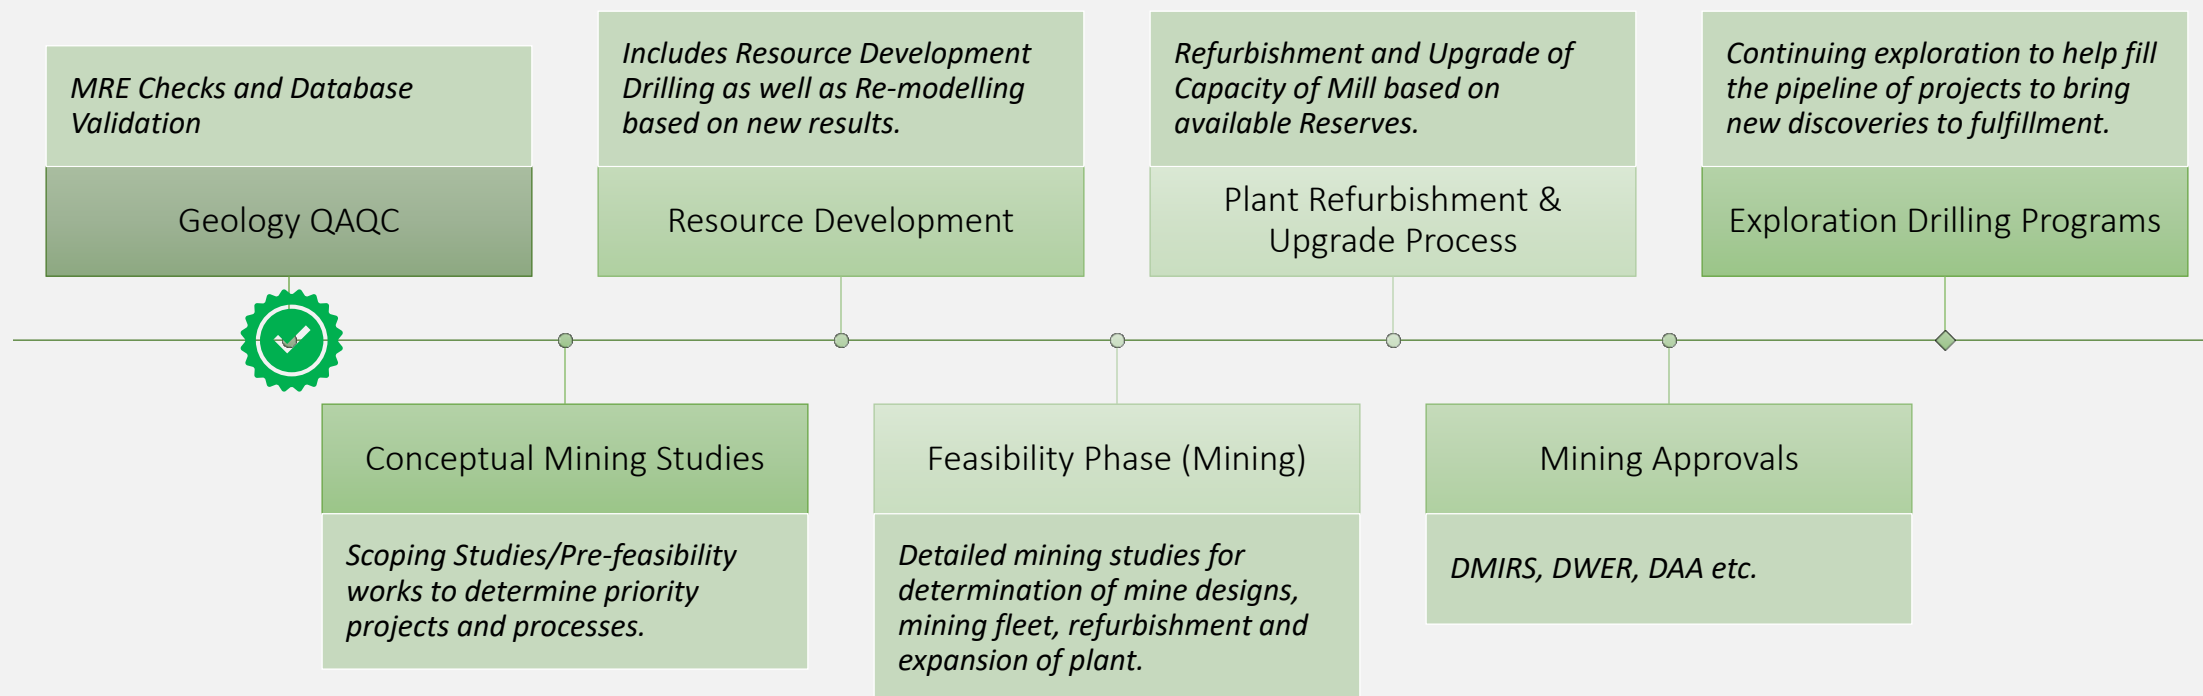 MRE Checks and Database
Validation
Geology QAQC
Includes Resource Development
Drilling as well as Re-modelling
based on new results.
Resource Development
Refurbishment and Upgrade of
Capacity of Mill based on
available Reserves.
Plant Refurbishment &
Upgrade Process
Continuing exploration to help fill
the pipeline of projects to bring
new discoveries to fulfillment.
Exploration Drilling Programs
Conceptual Mining Studies
Scoping Studies/Pre-feasibility
works to determine priority
projects and processes.
Feasibility Phase (Mining)
Detailed mining studies for
determination of mine designs,
mining fleet, refurbishment and
expansion of plant.
Mining Approvals
DMIRS, DWER, DAA etc.